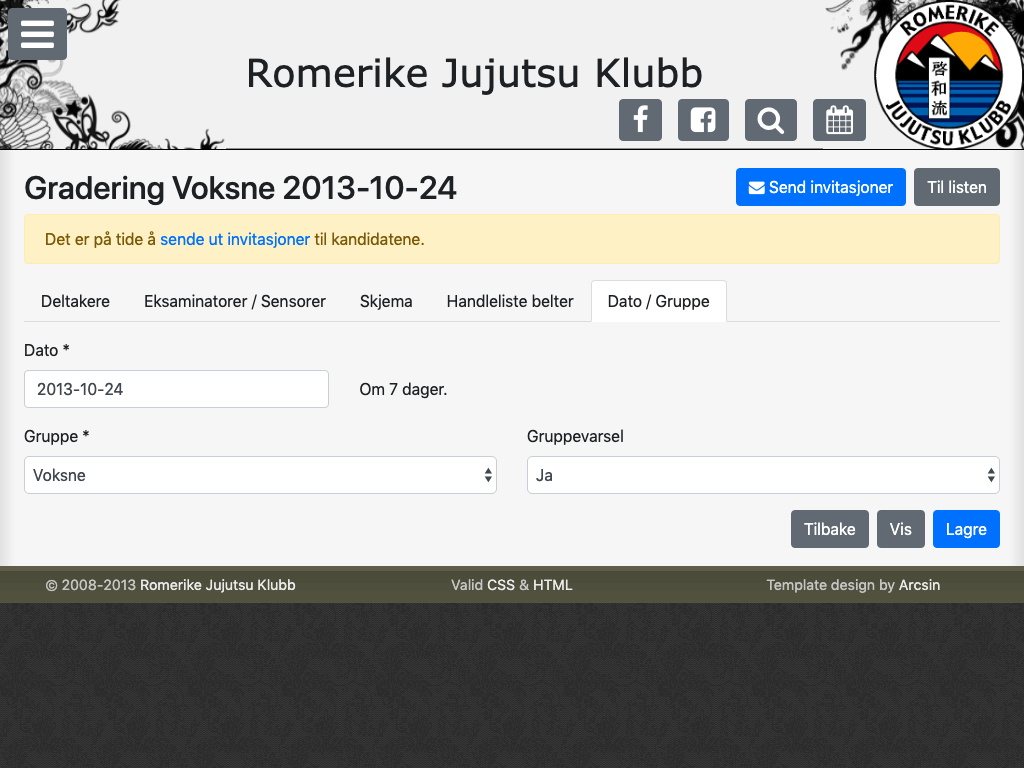 Romerike Jujutsu Klubb
ROMERIKE
啓和流
JUJUTSU KLUBB
Gradering Voksne 2013-10-24
Send invitasjoner
Til listen
Det er på tide å sende ut invitasjoner til kandidatene.
Deltakere
Eksaminatorer / Sensorer
Skjema
Handleliste belter
Dato / Gruppe
Dato *
2013-10-24
Om 7 dager.
Gruppe *
Gruppevarsel
Voksne
Ja
Tilbake
Vis
Lagre
© 2008-2013 Romerike Jujutsu Klubb
Valid CSS & HTML
Template design by Arcsin